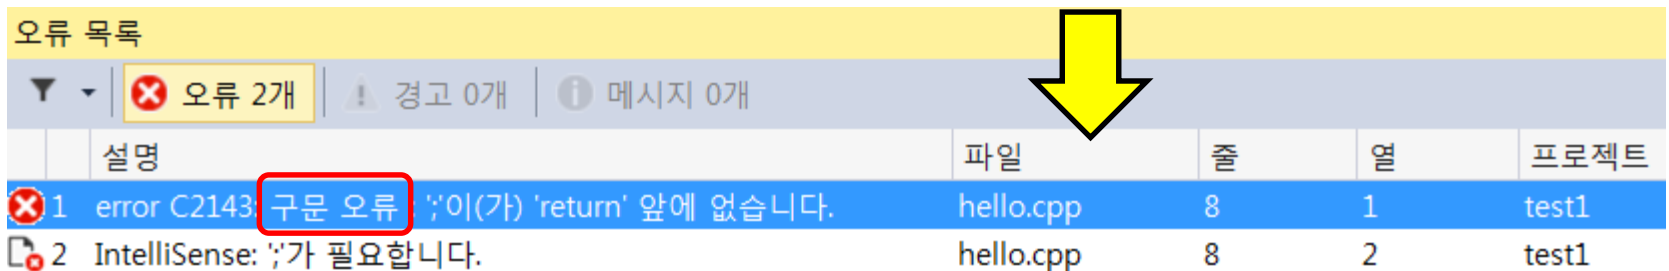 오류 목록
오류 2개 경고 0개 메시지 0개
설명 파일 줄 열 프로젝트
1 error C2143: 구문 오류 : ';'이(가) 'return' 앞에 없습니다. hello.cpp 8 1 test1
2 IntelliSense: ';'가 필요합니다. hello.cpp 8 2 test1